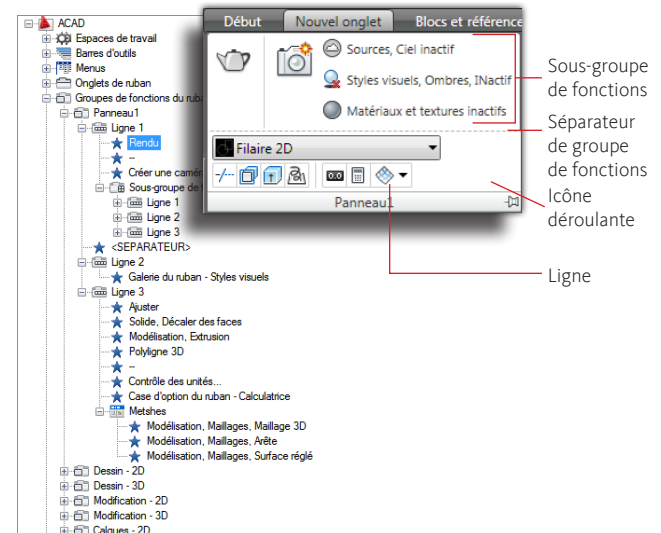 ACAD
Espaces de travail
Barres d'outils
Menus
Onglets de ruban
Groupes de fonctions du
Panneau1
Ligne 1
Rendu
--
Créer une
Sous-groupe de
Ligne 1
Ligne 2
Ligne 3
<SEPARATEUR>
Ligne 2
Galerie du ruban - Styles visuels
Ligne 3
Ajuster
Solide, Décaler des faces
Modélisation, Extrusion
Polyligne 3D
--
Contrôle des unités...
Case d'option du ruban - Calculatrice
Metshes
Modélisation, Maillages, Maillage 3D
Modélisation, Maillages, Arête
Modélisation, Maillages, Surface réglé
Dessin - 2D
Dessin - 3D
Modification - 2D
Modification - 3D
Calques - 2D
Début Nouvel onglet Blocs et référence
Sources, Ciel inactif
Styles visuels, Ombres, INactif
Matériaux et textures inactifs
Filaire 2D
Panneau1
Sous-groupe
de fonctions
Séparateur
de groupe
de fonctions
Icône
déroulante
Ligne